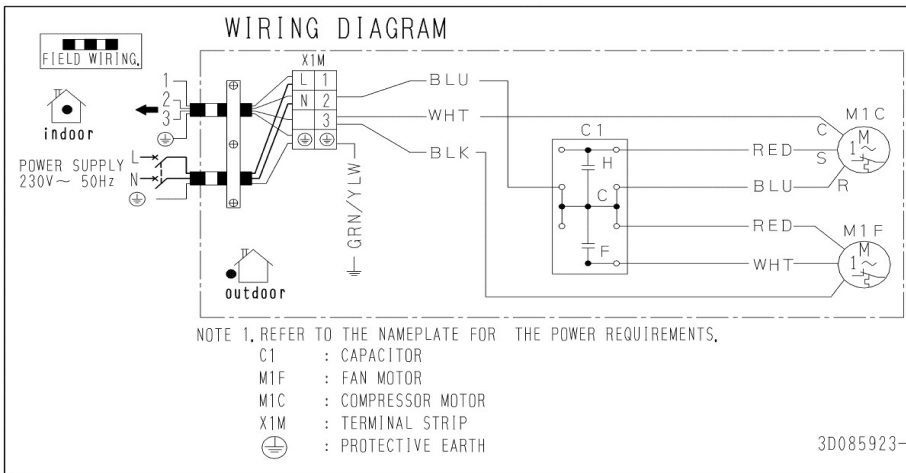 WIRING DIAGRAM
FIELD WIRING.
X1M
L 1
N 2
3
1
2
3
indoor
POWER SUPPLY
230V~ 50Hz
L
N
BLU
WHT
BLK
GRN/YLW
outdoor
C1
H
C
F
RED
BLU
RED
WHT
C
S
R
M1C
M
1~
M1F
M
1~
NOTE 1. REFER TO THE NAMEPLATE FOR THE POWER REQUIREMENTS.
C1 : CAPACITOR
M1F : FAN MOTOR
M1C : COMPRESSOR MOTOR
X1M : TERMINAL STRIP
: PROTECTIVE EARTH
3D085923-